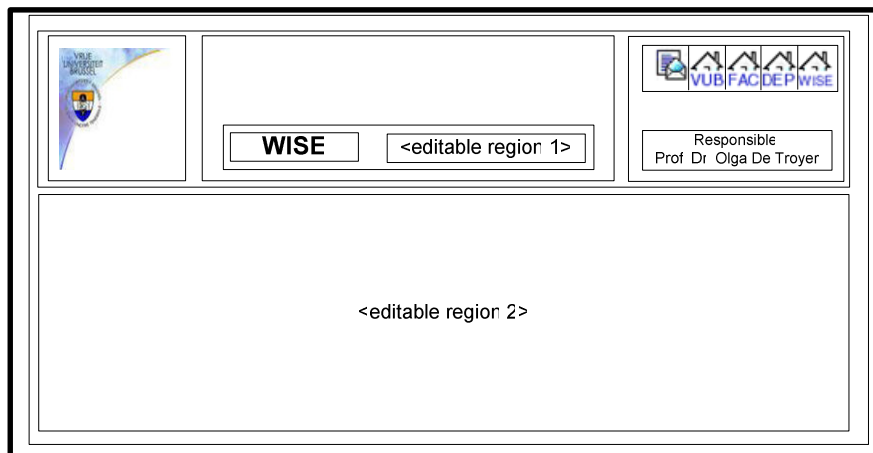 VRIJE
UNIVERSITEIT
BRUSSEL
WISE
<editable region 1>
VUB FAC DEP WISE
Responsible
Prof Dr Olga De Troyer
<editable region 2>